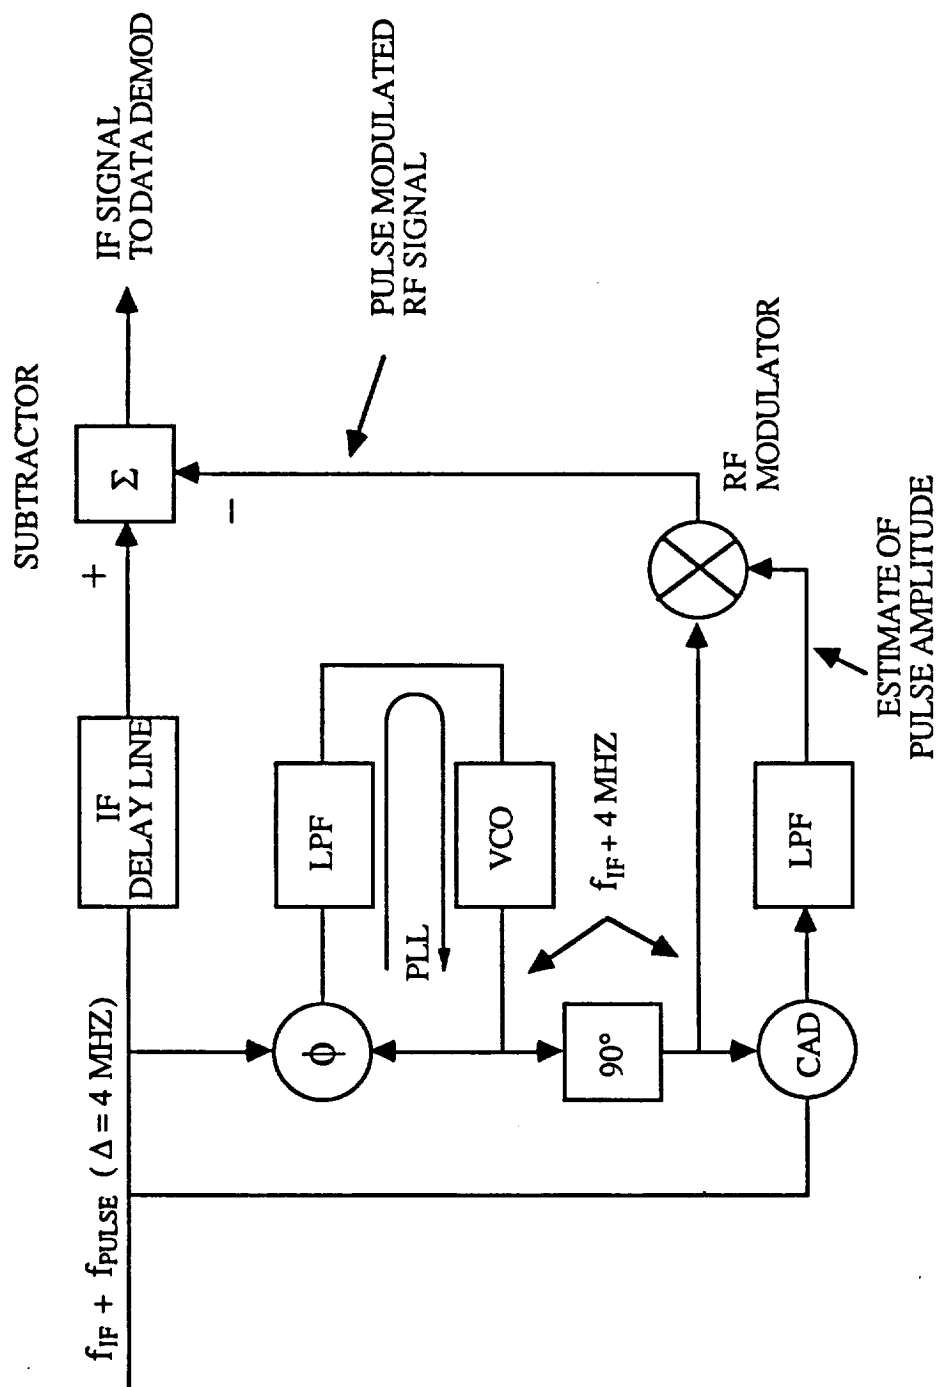 f_IF + f_PULSE ( Δ = 4 MHZ)
IF
DELAY LINE
+
SUBTRACTOR
Σ
−
IF SIGNAL
TO DATA DEMOD
PULSE MODULATED
RF SIGNAL
ϕ
LPF
PLL
VCO
90°
f_IF + 4 MHZ
RF
MODULATOR
CAD
LPF
ESTIMATE OF
PULSE AMPLITUDE